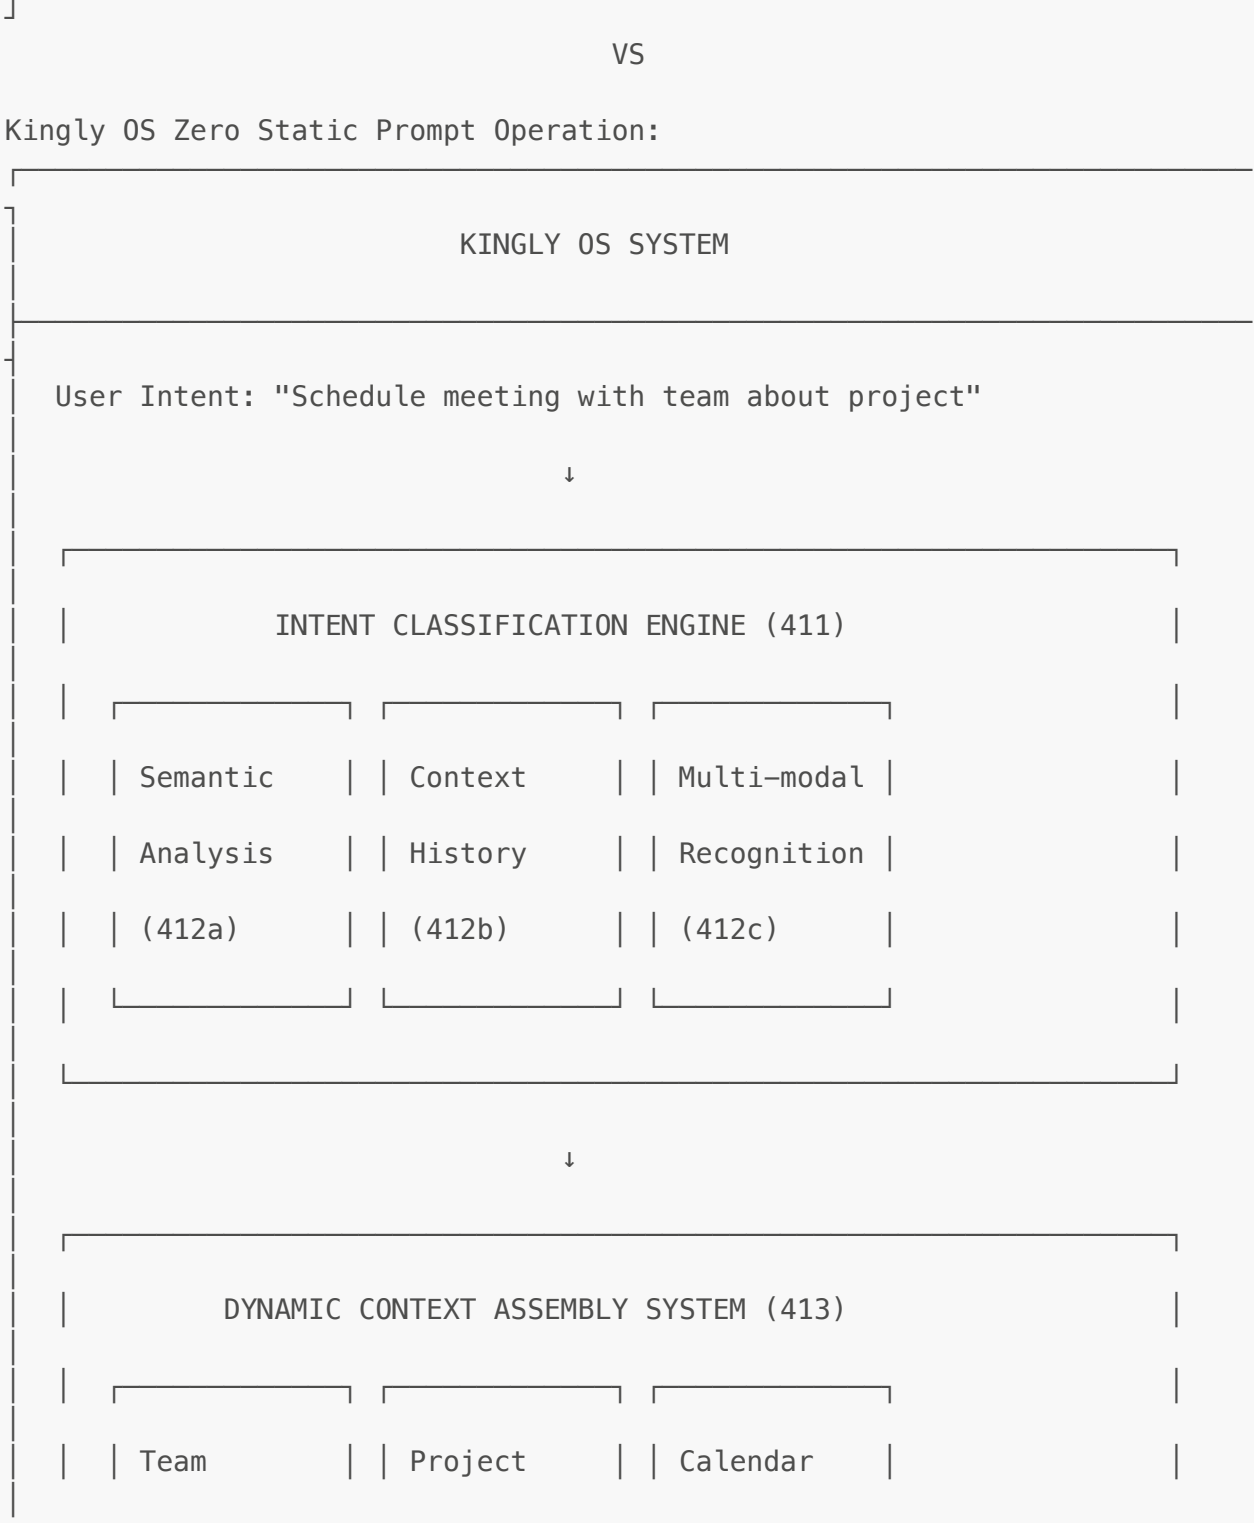 VS
Kingly OS Zero Static Prompt Operation:
KINGLY OS SYSTEM
User Intent: "Schedule meeting with team about project"
↓
INTENT CLASSIFICATION ENGINE (411)
Semantic Context Multi-modal
Analysis History Recognition
(412a) (412b) (412c)
↓
DYNAMIC CONTEXT ASSEMBLY SYSTEM (413)
Team Project Calendar